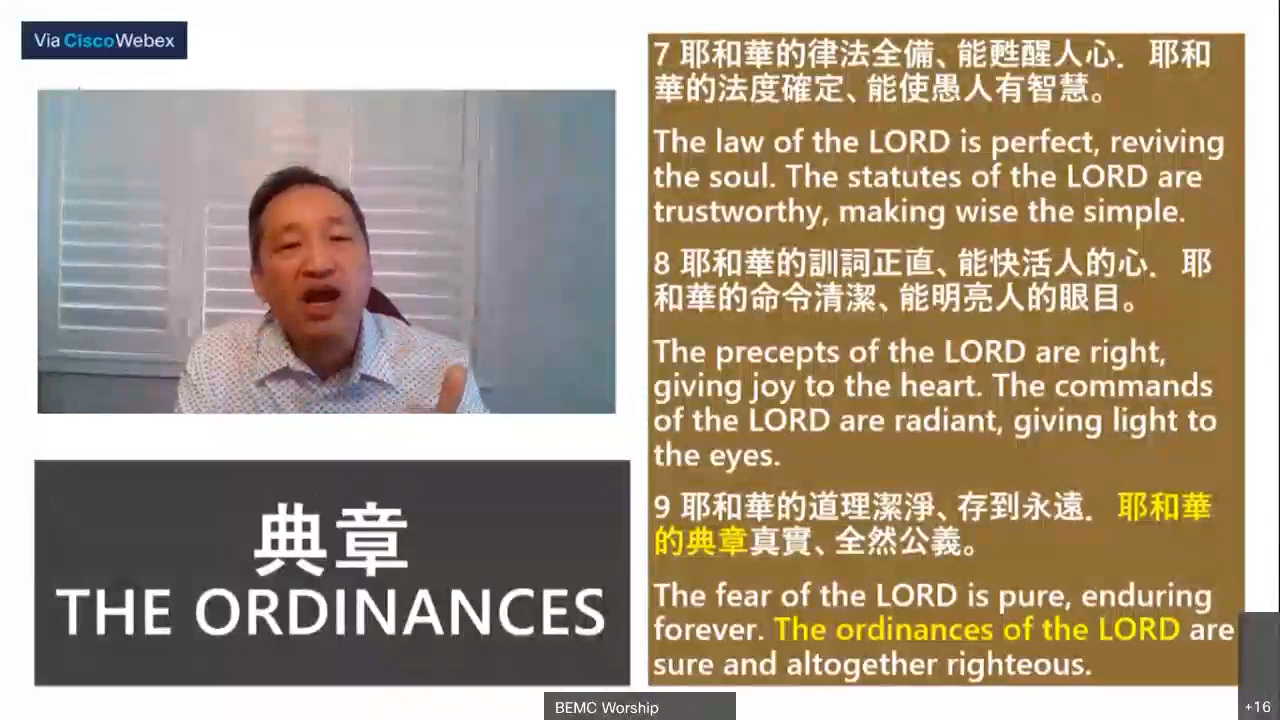 Via CiscoWebex
典章
THE ORDINANCES
7 耶和華的律法全備、能甦醒人心． 耶和
華的法度確定、能使愚人有智慧。
The law of the LORD is perfect, reviving
the soul. The statutes of the LORD are
trustworthy, making wise the simple.
8 耶和華的訓詞正直、能快活人的心． 耶
和華的命令清潔、能明亮人的眼目。
The precepts of the LORD are right,
giving joy to the heart. The commands
of the LORD are radiant, giving light to
the eyes.
9 耶和華的道理潔淨、存到永遠． 耶和華
的典章真實、全然公義。
The fear of the LORD is pure, enduring
forever. The ordinances of the LORD are
sure and altogether righteous.
BEMC Worship
+16